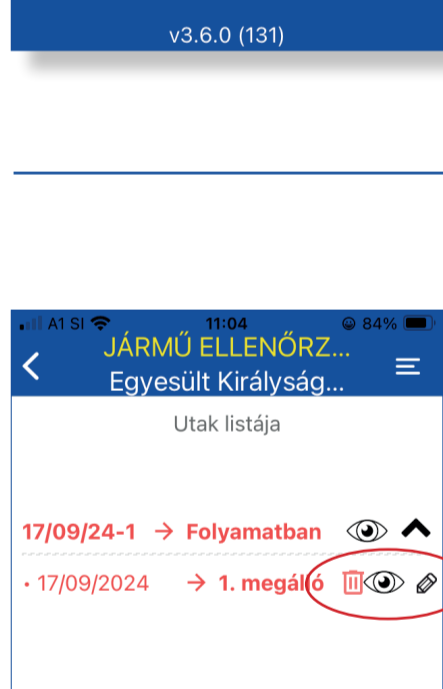 v3.6.0 (131)
A1 SI 11:04 84%
JÁRMŰ ELLENŐRZ...
Egyesült Királyság...
Utak listája
17/09/24-1 → Folyamatban
• 17/09/2024 → 1. megálló